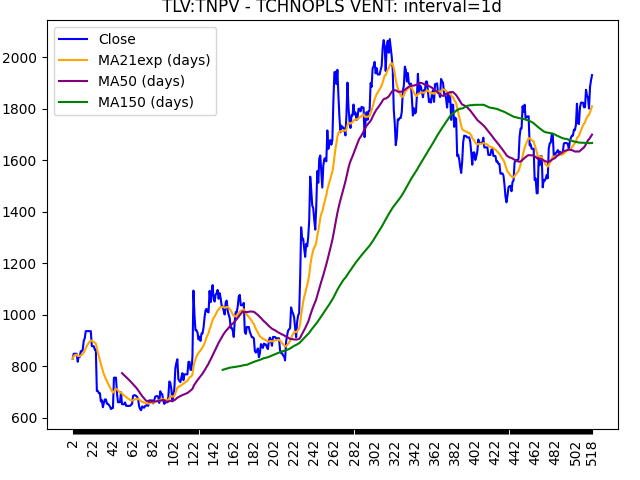 TLV:TNPV - TCHNOPLS VENT: interval=1d
Close
MA21exp (days)
MA50 (days)
MA150 (days)
2000
1800
1600
1400
1200
1000
800
600
2 22 42 62 82 102 122 142 162 182 202 222 242 262 282 302 322 342 362 382 402 422 442 462 482 502 518